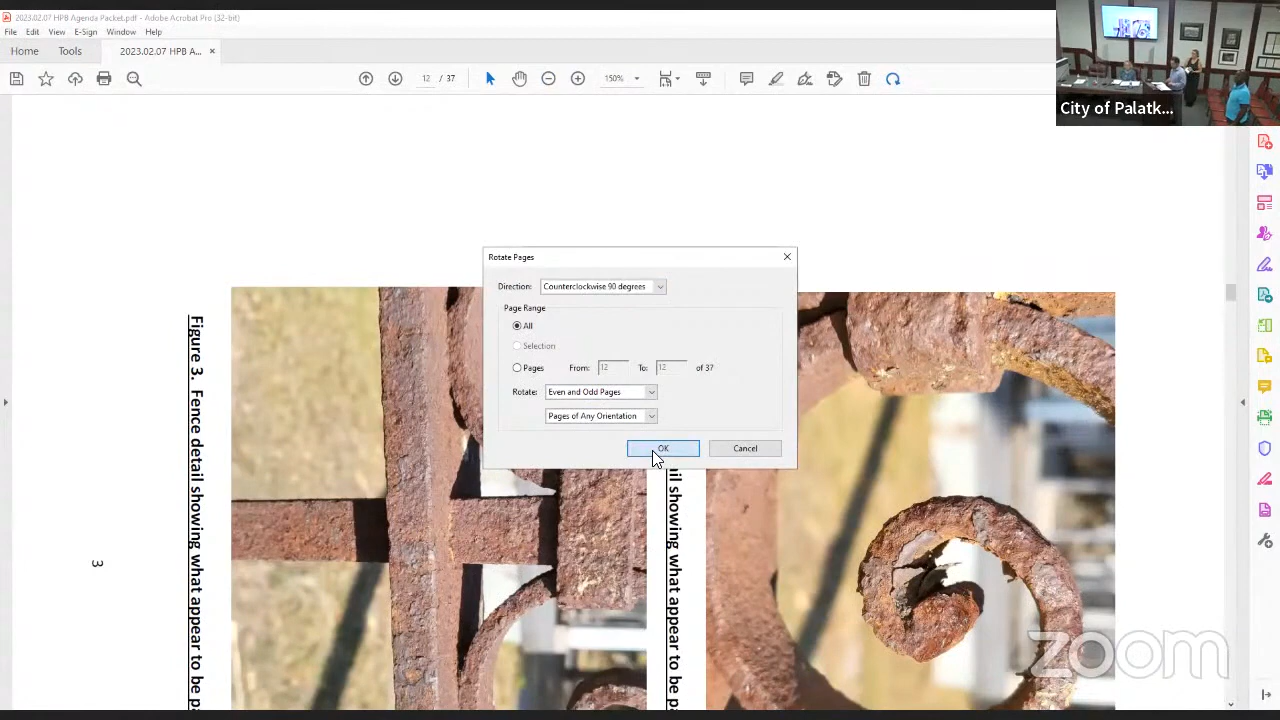 2023.02.07 HPB Agenda Packet.pdf - Adobe Acrobat Pro (32-bit)
File Edit View E-Sign Window Help
Home Tools 2023.02.07 HPB A... ×
12 / 37 150%
City of Palatk...
Rotate Pages
Direction: Counterclockwise 90 degrees
Page Range
All
Selection
Pages From: 12 To: 12 of 37
Rotate: Even and Odd Pages
Pages of Any Orientation
OK Cancel
Figure 3. Fence detail showing what appear to be p
il showing what appear to be p
3
zoom